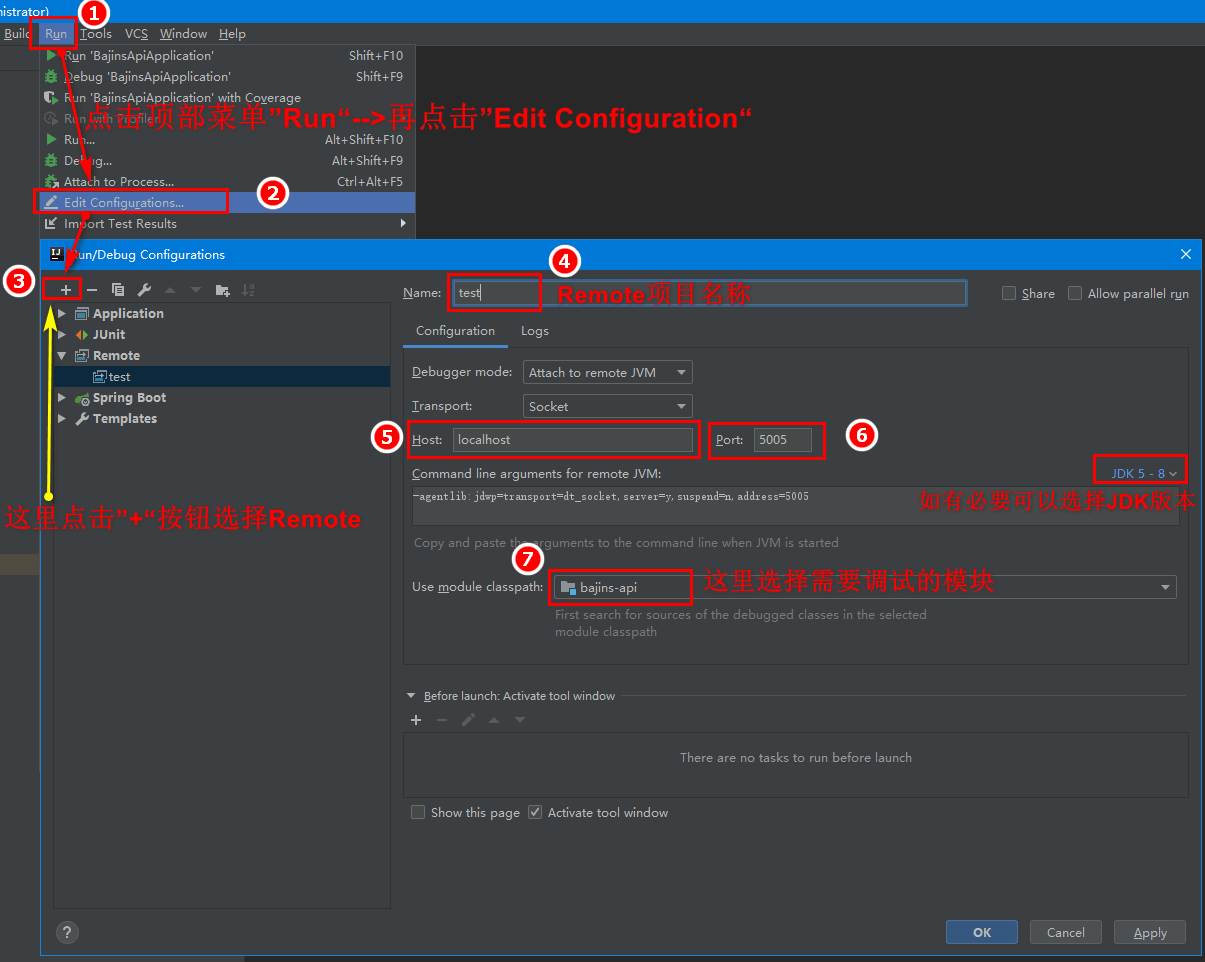 nistrator)
1
Build Run Tools VCS Window Help
Run 'BajinsApiApplication' Shift+F10
Debug 'BajinsApiApplication' Shift+F9
Run 'BajinsApiApplication' with Coverage
点击顶部菜单”Run“-->再点击”Edit Configuration“
Run with Profiler
Run... Alt+Shift+F10
Debug... Alt+Shift+F9
Attach to Process... Ctrl+Alt+F5
2
Edit Configurations...
Import Test Results
Run/Debug Configurations
3
4
Name: test
Remote项目名称
Share Allow parallel run
Application
JUnit
Remote
test
Spring Boot
Templates
这里点击”+“按钮选择Remote
Configuration Logs
Debugger mode: Attach to remote JVM
Transport: Socket
5
Host: localhost
Port: 5005
6
Command line arguments for remote JVM:
JDK 5 - 8
-agentlib:jdwp=transport=dt_socket,server=y,suspend=n,address=5005
如有必要可以选择JDK版本
Copy and paste the arguments to the command line when JVM is started
7
Use module classpath: bajins-api
这里选择需要调试的模块
First search for sources of the debugged classes in the selected
module classpath
Before launch: Activate tool window
There are no tasks to run before launch
Show this page Activate tool window
?
OK Cancel Apply